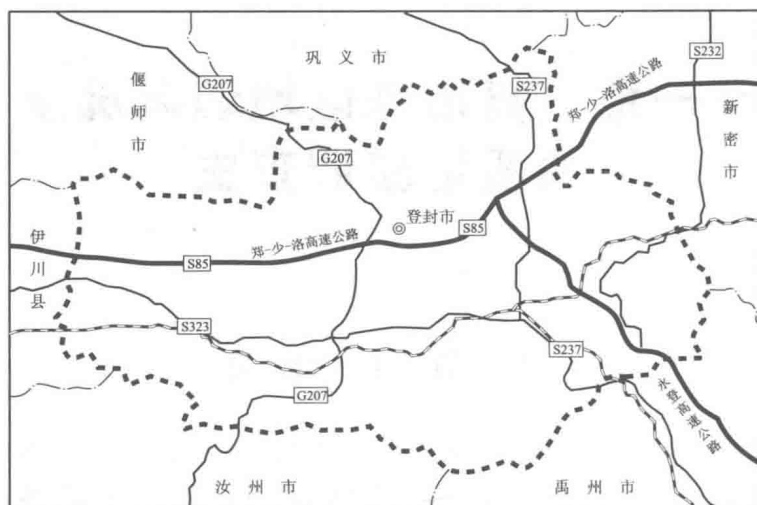 巩义市
S232
偃师市
G207
S237
郑-少-洛高速公路
新密市
G207
登封市
S85
伊川县
郑-少-洛高速公路
S85
S323
S237
G207
永登高速公路
汝州市
禹州市